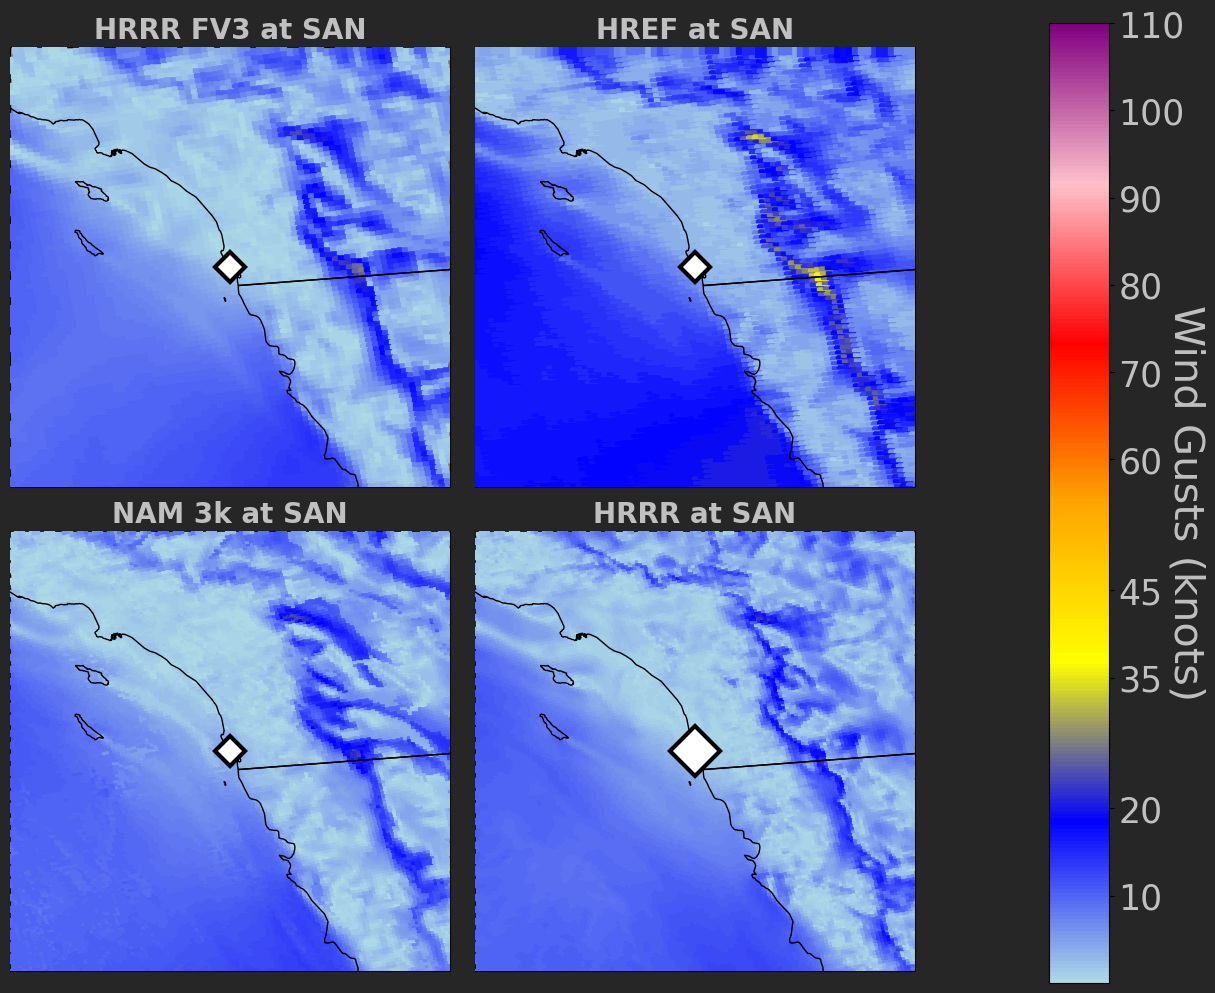 HRRR FV3 at SAN
HREF at SAN
NAM 3k at SAN
HRRR at SAN
110
100
90
80
70
60
45
35
20
10
Wind Gusts (knots)